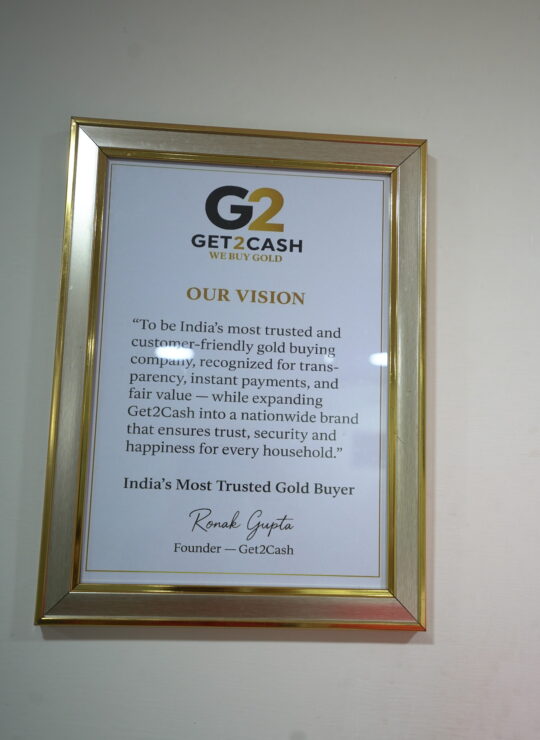 G2
GET2CASH
WE BUY GOLD
OUR VISION
“To be India’s most trusted and
customer-friendly gold buying
company, recognized for trans-
parency, instant payments, and
fair value — while expanding
Get2Cash into a nationwide brand
that ensures trust, security and
happiness for every household.”
India’s Most Trusted Gold Buyer
Ronak Gupta
Founder — Get2Cash